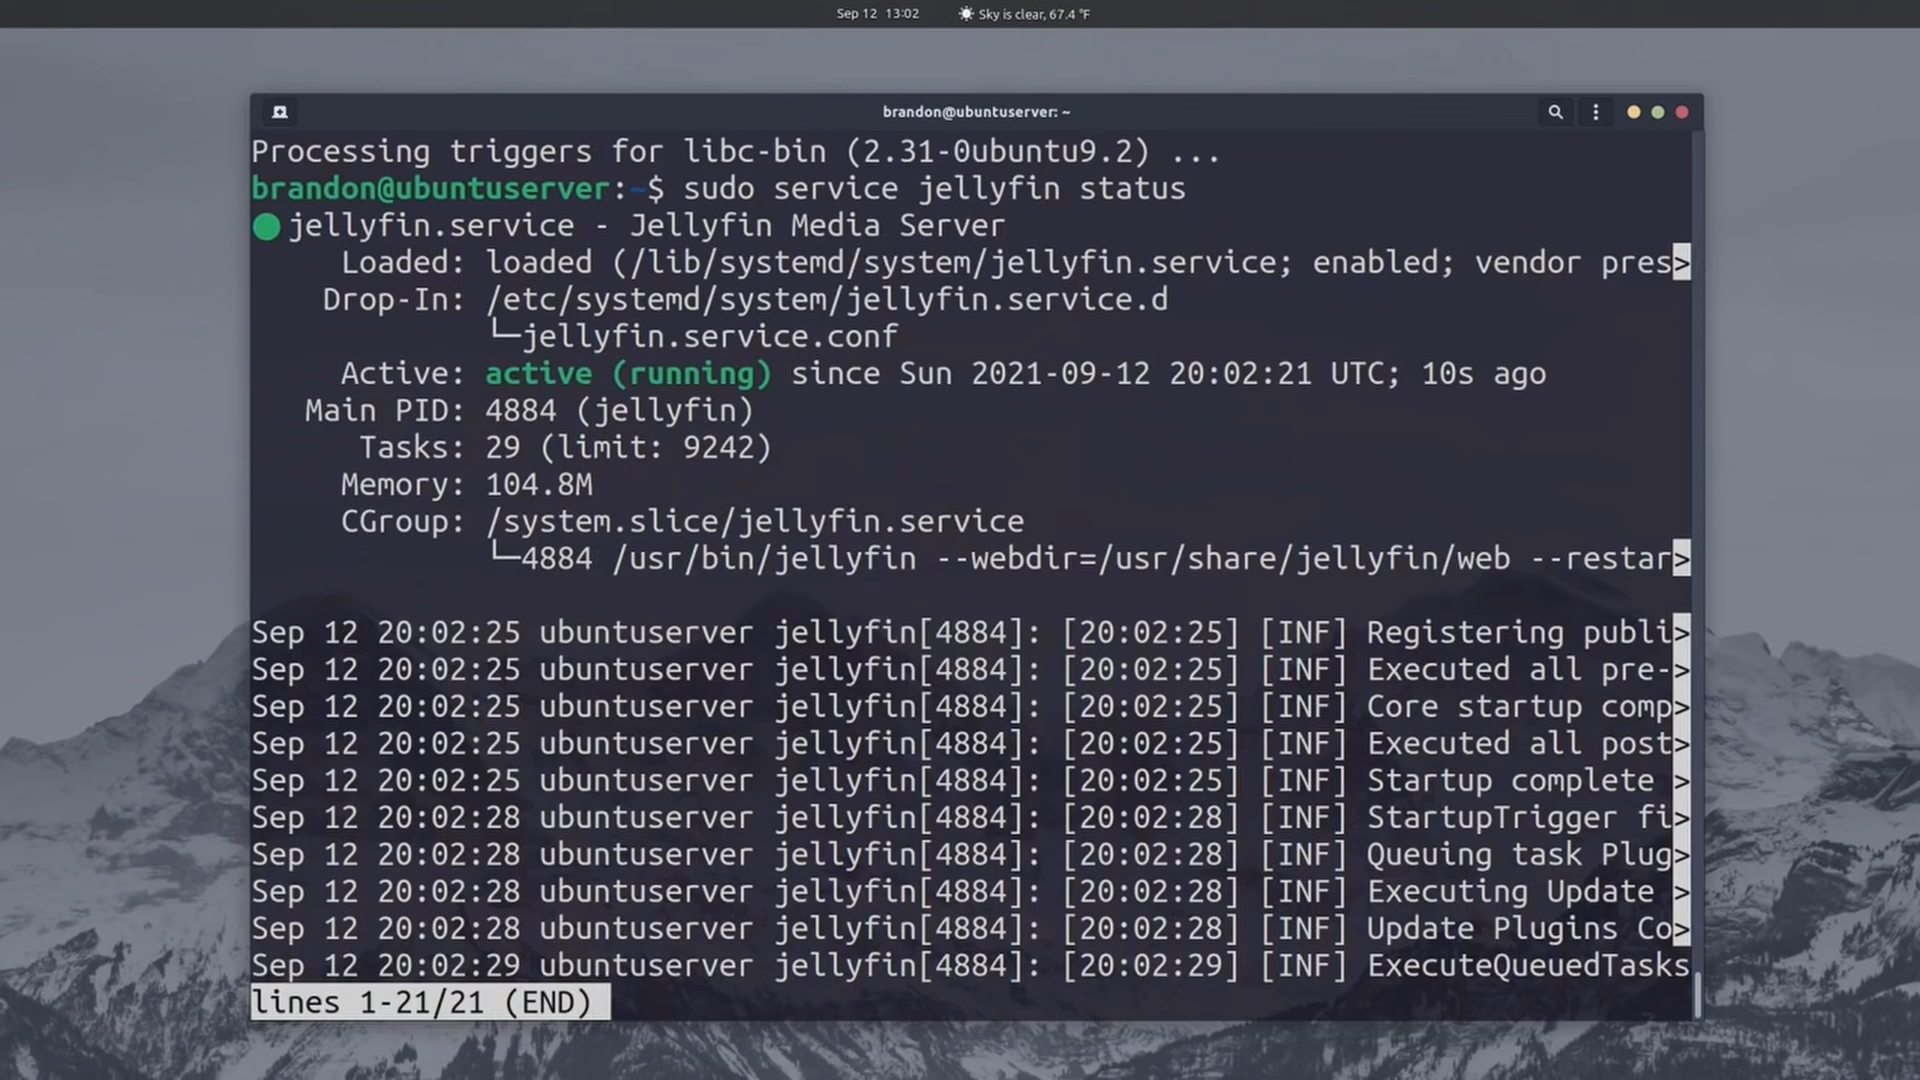 Sep 12 13:02 Sky is clear, 67.4 °F
brandon@ubuntuserver: ~
Processing triggers for libc-bin (2.31-0ubuntu9.2) ...
brandon@ubuntuserver:~$ sudo service jellyfin status
jellyfin.service - Jellyfin Media Server
Loaded: loaded (/lib/systemd/system/jellyfin.service; enabled; vendor pres>
Drop-In: /etc/systemd/system/jellyfin.service.d
└─jellyfin.service.conf
Active: active (running) since Sun 2021-09-12 20:02:21 UTC; 10s ago
Main PID: 4884 (jellyfin)
Tasks: 29 (limit: 9242)
Memory: 104.8M
CGroup: /system.slice/jellyfin.service
└─4884 /usr/bin/jellyfin --webdir=/usr/share/jellyfin/web --restar>
Sep 12 20:02:25 ubuntuserver jellyfin[4884]: [20:02:25] [INF] Registering publi>
Sep 12 20:02:25 ubuntuserver jellyfin[4884]: [20:02:25] [INF] Executed all pre->
Sep 12 20:02:25 ubuntuserver jellyfin[4884]: [20:02:25] [INF] Core startup comp>
Sep 12 20:02:25 ubuntuserver jellyfin[4884]: [20:02:25] [INF] Executed all post>
Sep 12 20:02:25 ubuntuserver jellyfin[4884]: [20:02:25] [INF] Startup complete >
Sep 12 20:02:28 ubuntuserver jellyfin[4884]: [20:02:28] [INF] StartupTrigger fi>
Sep 12 20:02:28 ubuntuserver jellyfin[4884]: [20:02:28] [INF] Queuing task Plug>
Sep 12 20:02:28 ubuntuserver jellyfin[4884]: [20:02:28] [INF] Executing Update >
Sep 12 20:02:28 ubuntuserver jellyfin[4884]: [20:02:28] [INF] Update Plugins Co>
Sep 12 20:02:29 ubuntuserver jellyfin[4884]: [20:02:29] [INF] ExecuteQueuedTasks
lines 1-21/21 (END)